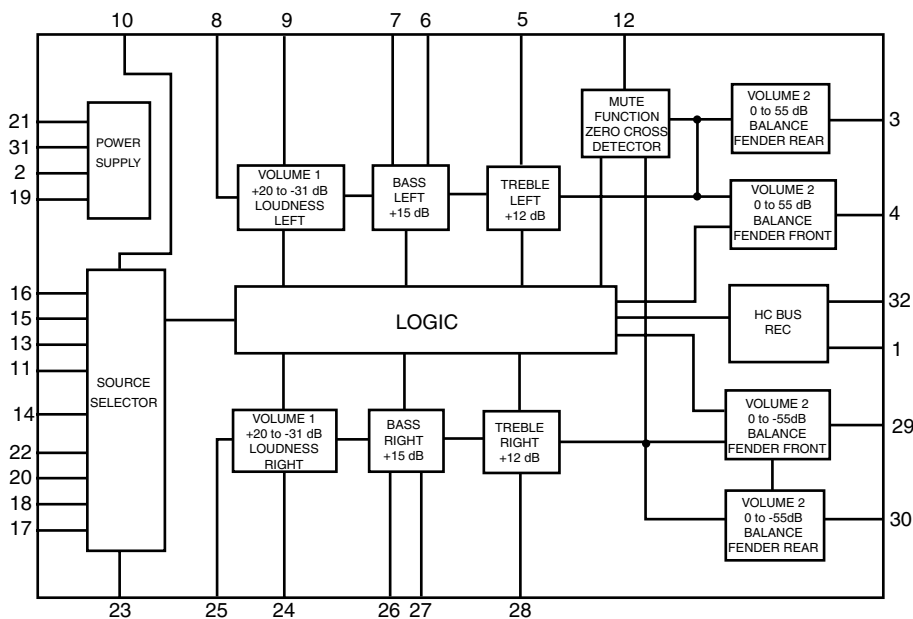 10
8
9
7
6
5
12
21
31
2
19
POWER
SUPPLY
VOLUME 1
+20 to -31 dB
LOUDNESS
LEFT
BASS
LEFT
+15 dB
TREBLE
LEFT
+12 dB
MUTE
FUNCTION
ZERO CROSS
DETECTOR
VOLUME 2
0 to 55 dB
BALANCE
FENDER REAR
3
VOLUME 2
0 to 55 dB
BALANCE
FENDER FRONT
4
16
15
13
11
14
22
20
18
17
SOURCE
SELECTOR
LOGIC
HC BUS
REC
32
1
VOLUME 1
+20 to -31 dB
LOUDNESS
RIGHT
BASS
RIGHT
+15 dB
TREBLE
RIGHT
+12 dB
VOLUME 2
0 to -55dB
BALANCE
FENDER FRONT
29
VOLUME 2
0 to -55dB
BALANCE
FENDER REAR
30
23
25
24
26
27
28